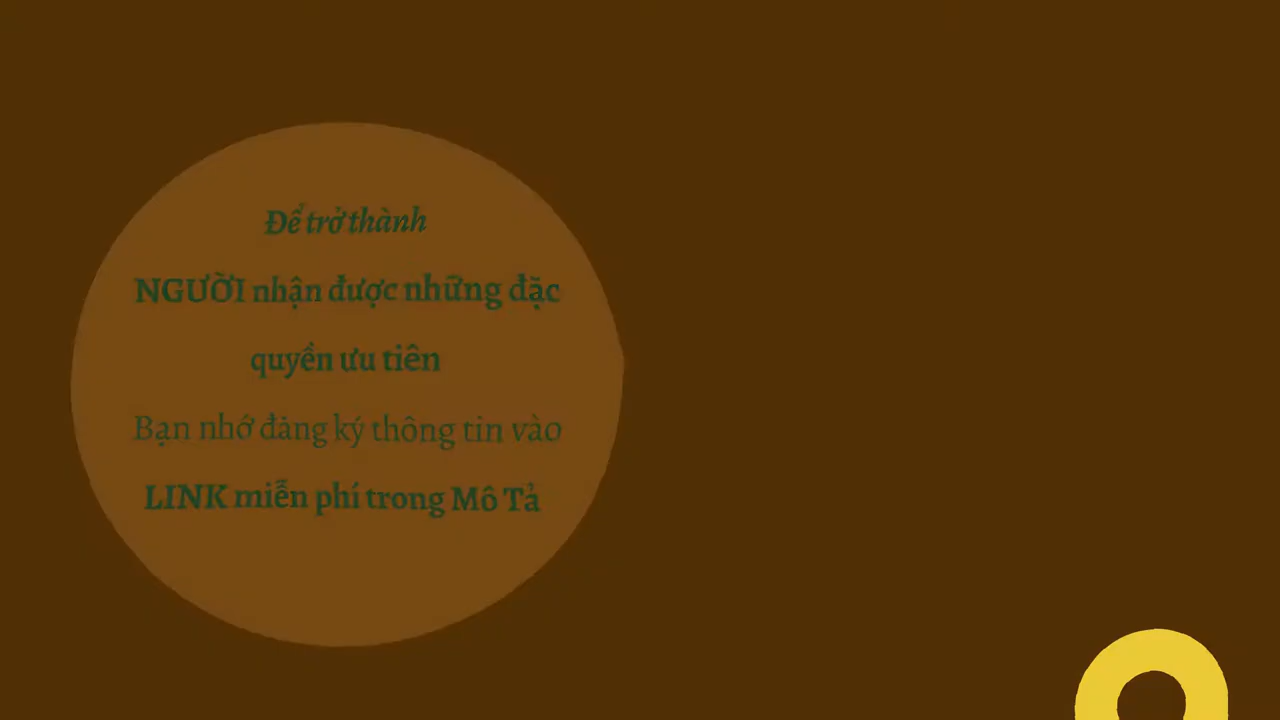 Để trở thành
NGƯỜI nhận được những đặc
quyền ưu tiên
Bạn nhớ đăng ký thông tin vào
LINK miễn phí trong Mô Tả